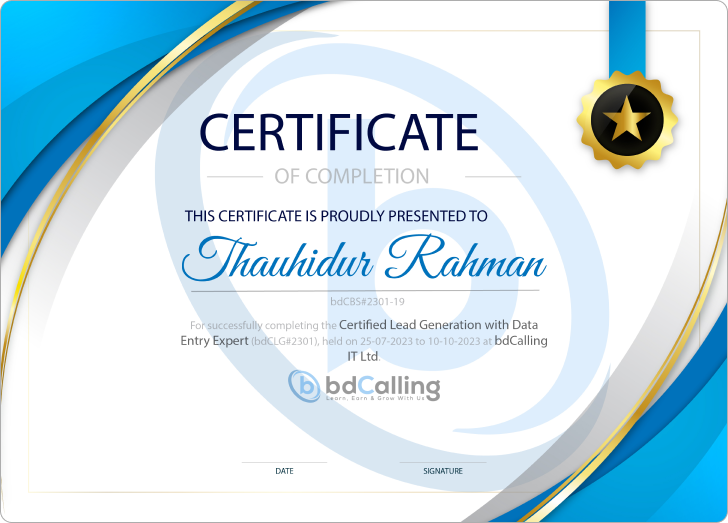 CERTIFICATE
OF COMPLETION
THIS CERTIFICATE IS PROUDLY PRESENTED TO
Thauhidur Rahman
bdCBS#2301-19
For successfully completing the Certified Lead Generation with Data
Entry Expert (bdCLG#2301), held on 25-07-2023 to 10-10-2023 at bdCalling
IT Ltd.
b bdCalling
Learn, Earn & Grow With Us
DATE
SIGNATURE